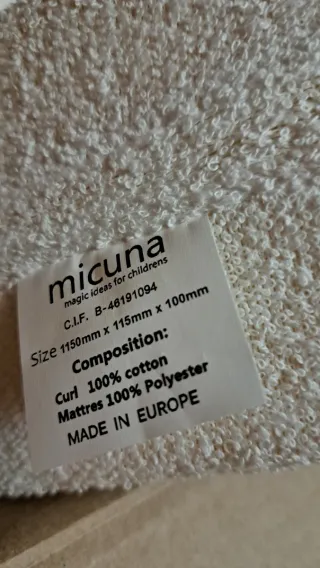 micuna
magic ideas for childrens
C.I.F. B-46191094
Size 1150mm x 115mm x 100mm
Composition:
Curl 100% cotton
Mattres 100% Polyester
MADE IN EUROPE